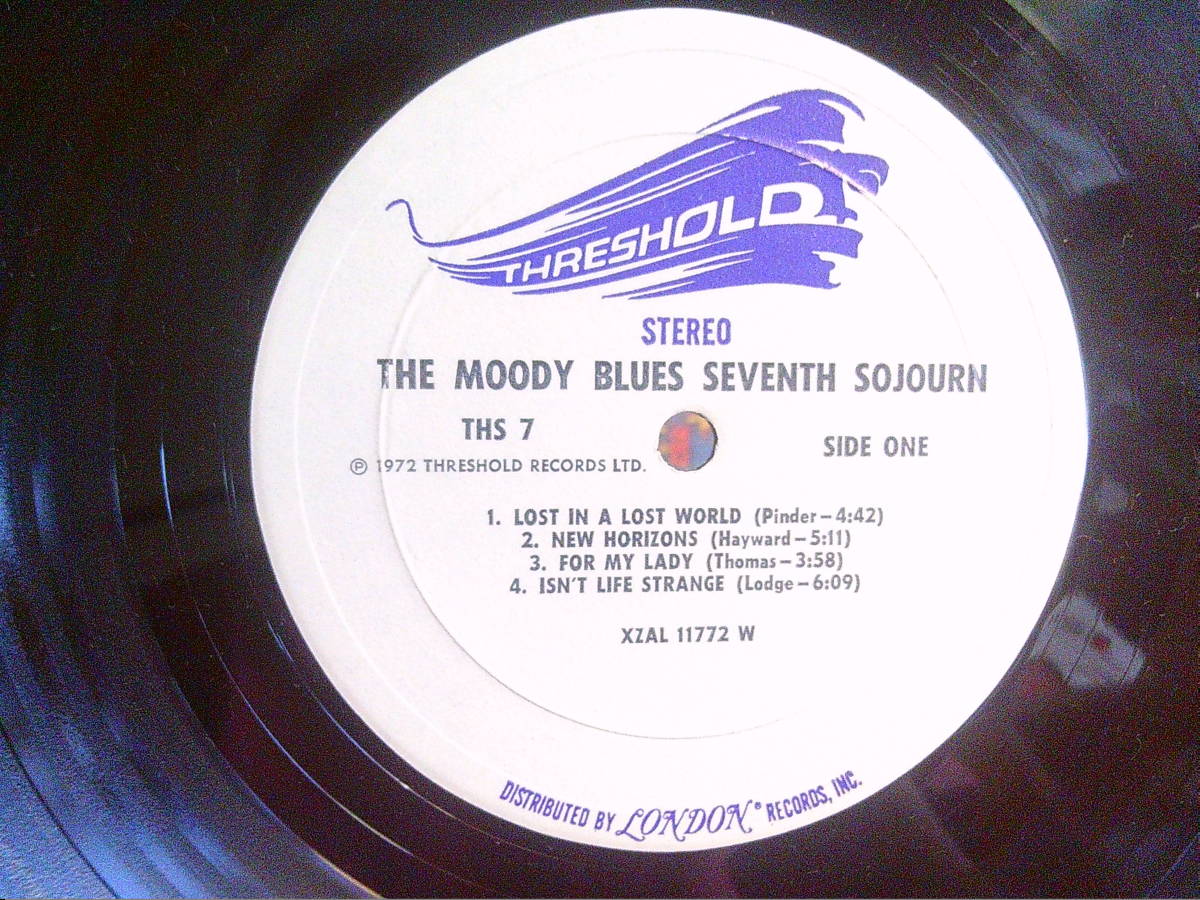 THRESHOLD
STEREO
THE MOODY BLUES SEVENTH SOJOURN
THS 7
SIDE ONE
℗ 1972 THRESHOLD RECORDS LTD.
1. LOST IN A LOST WORLD (Pinder–4:42)
2. NEW HORIZONS (Hayward–5:11)
3. FOR MY LADY (Thomas–3:58)
4. ISN'T LIFE STRANGE (Lodge–6:09)
XZAL 11772 W
DISTRIBUTED BY LONDON® RECORDS, INC.